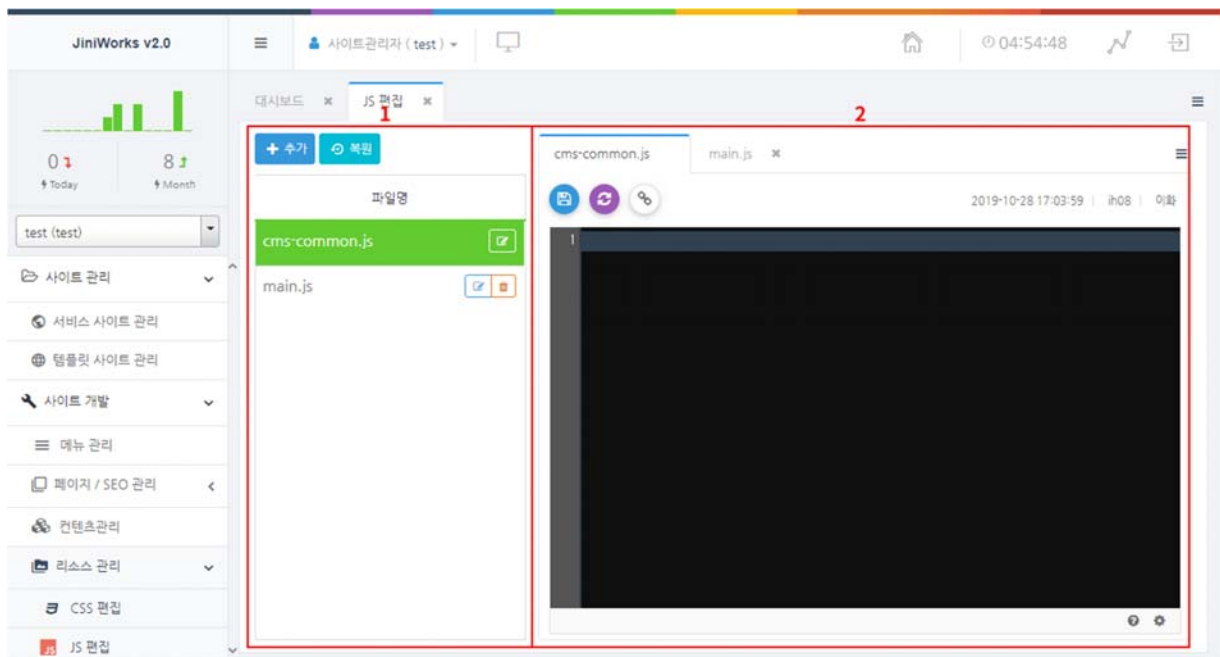 JiniWorks v2.0
사이트관리자 ( test )
04:54:48
대시보드
JS 편집
1
2
0
8
Today
Month
test (test)
사이트 관리
서비스 사이트 관리
템플릿 사이트 관리
사이트 개발
메뉴 관리
페이지 / SEO 관리
컨텐츠관리
리소스 관리
CSS 편집
JS JS 편집
추가
복원
파일명
cms-common.js
main.js
cms-common.js
main.js
2019-10-28 17:03:59 | ih08 | 이화
1